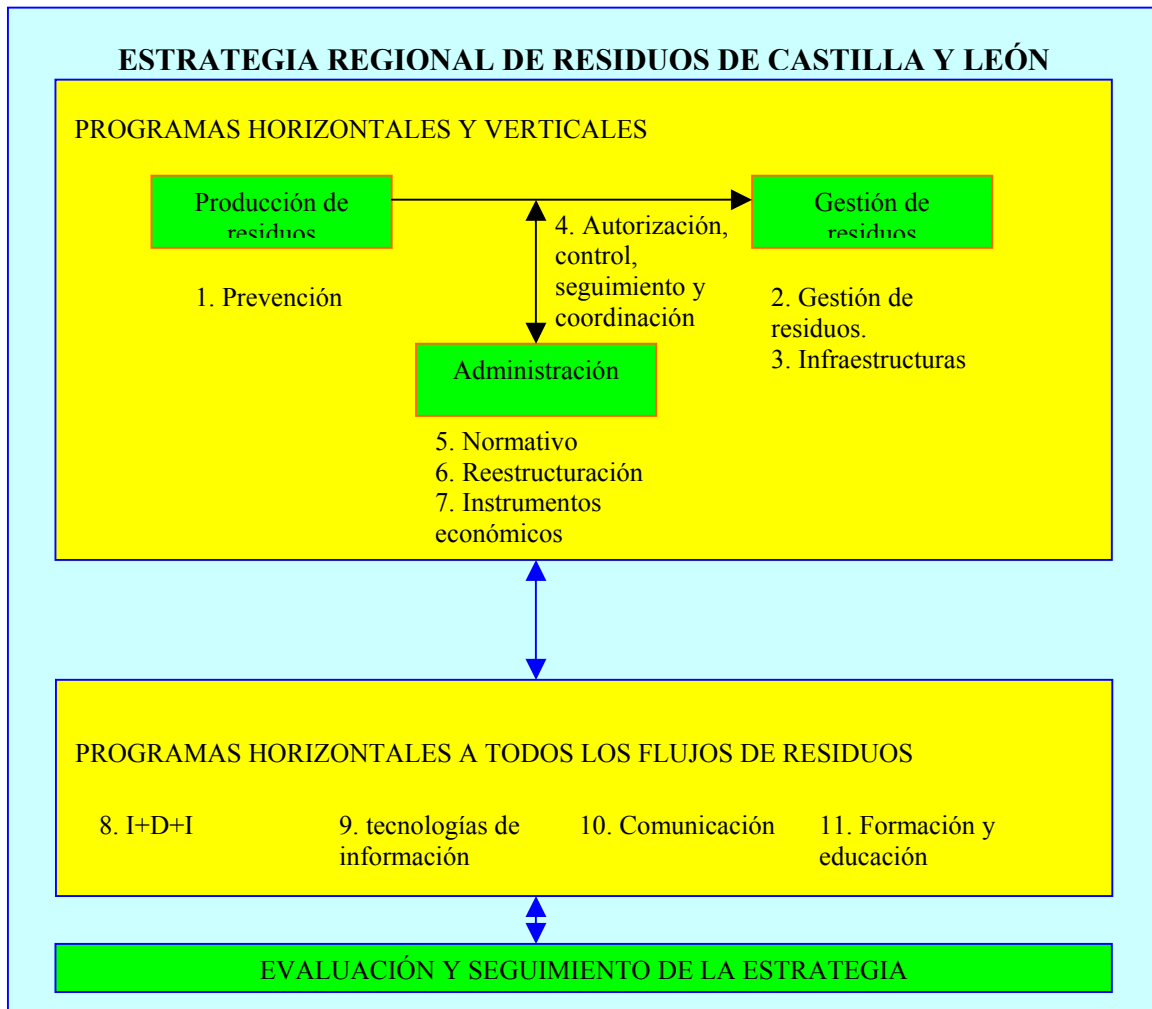 ESTRATEGIA REGIONAL DE RESIDUOS DE CASTILLA Y LEÓN
PROGRAMAS HORIZONTALES Y VERTICALES
Producción de
residuos
Gestión de
residuos
4. Autorización,
control,
seguimiento y
coordinación
1. Prevención
2. Gestión de
residuos.
3. Infraestructuras
Administración
5. Normativo
6. Reestructuración
7. Instrumentos
económicos
PROGRAMAS HORIZONTALES A TODOS LOS FLUJOS DE RESIDUOS
8. I+D+I
9. tecnologías de
información
10. Comunicación
11. Formación y
educación
EVALUACIÓN Y SEGUIMIENTO DE LA ESTRATEGIA